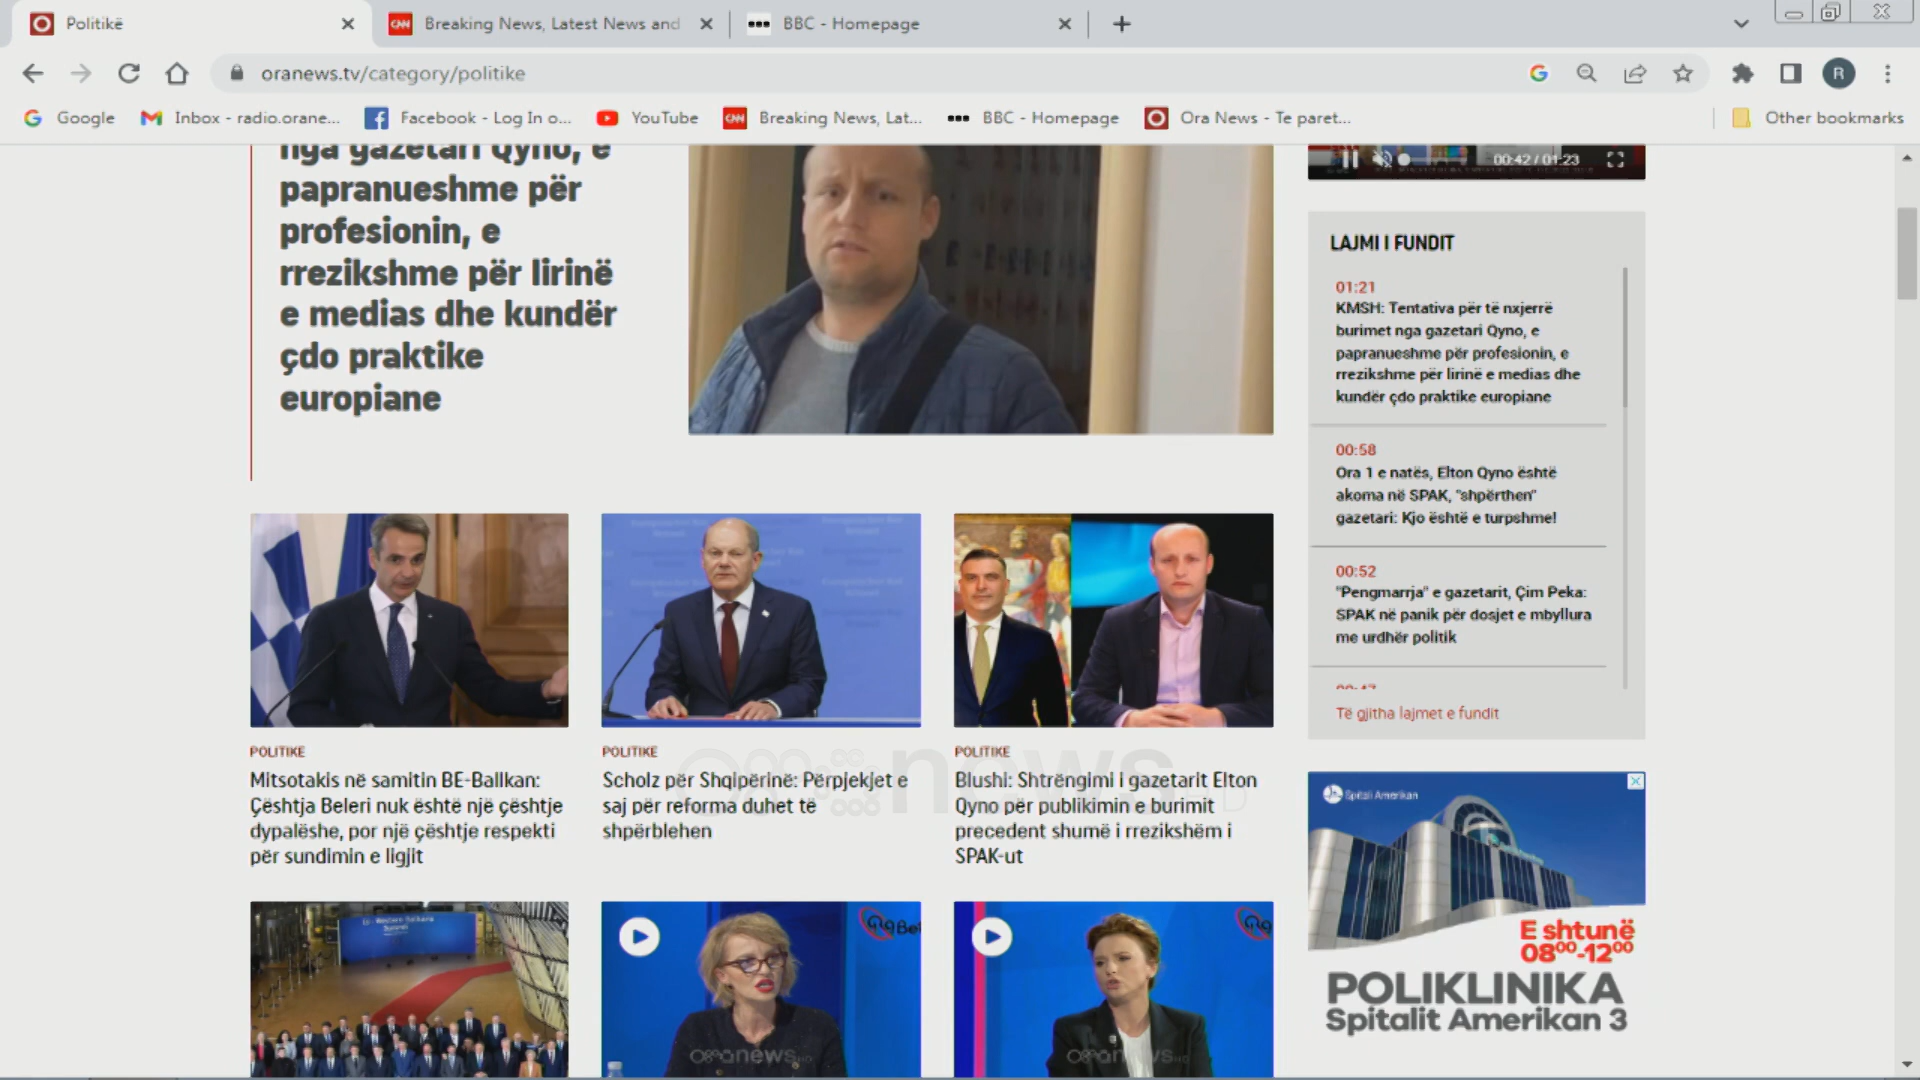 Politikë
Breaking News, Latest News and
BBC - Homepage
oranews.tv/category/politike
R
Google
Inbox - radio.orane...
Facebook - Log In o...
YouTube
Breaking News, Lat...
BBC - Homepage
Ora News - Te paret...
Other bookmarks
nga gazetari Qyno, e
papranueshme për
profesionin, e
rrezikshme për lirinë
e medias dhe kundër
çdo praktike
europiane
00:42 / 01:23
LAJMI I FUNDIT
01:21
KMSH: Tentativa për të nxjerrë
burimet nga gazetari Qyno, e
papranueshme për profesionin, e
rrezikshme për lirinë e medias dhe
kundër çdo praktike europiane
00:58
Ora 1 e natës, Elton Qyno është
akoma në SPAK, "shpërthen"
gazetari: Kjo është e turpshme!
00:52
"Pengmarrja" e gazetarit, Çim Peka:
SPAK në panik për dosjet e mbyllura
me urdhër politik
Të gjitha lajmet e fundit
POLITIKE
Mitsotakis në samitin BE-Ballkan:
Çështja Beleri nuk është një çështje
dypalëshe, por një çështje respekti
për sundimin e ligjit
POLITIKE
Scholz për Shqipërinë: Përpjekjet e
saj për reforma duhet të
shpërblehen
POLITIKE
Blushi: Shtrëngimi i gazetarit Elton
Qyno për publikimin e burimit
precedent shumë i rrezikshëm i
SPAK-ut
news HD
Spitali Amerikan
E shtunë
08⁰⁰-12⁰⁰
POLIKLINIKA
Spitalit Amerikan 3
oranews HD